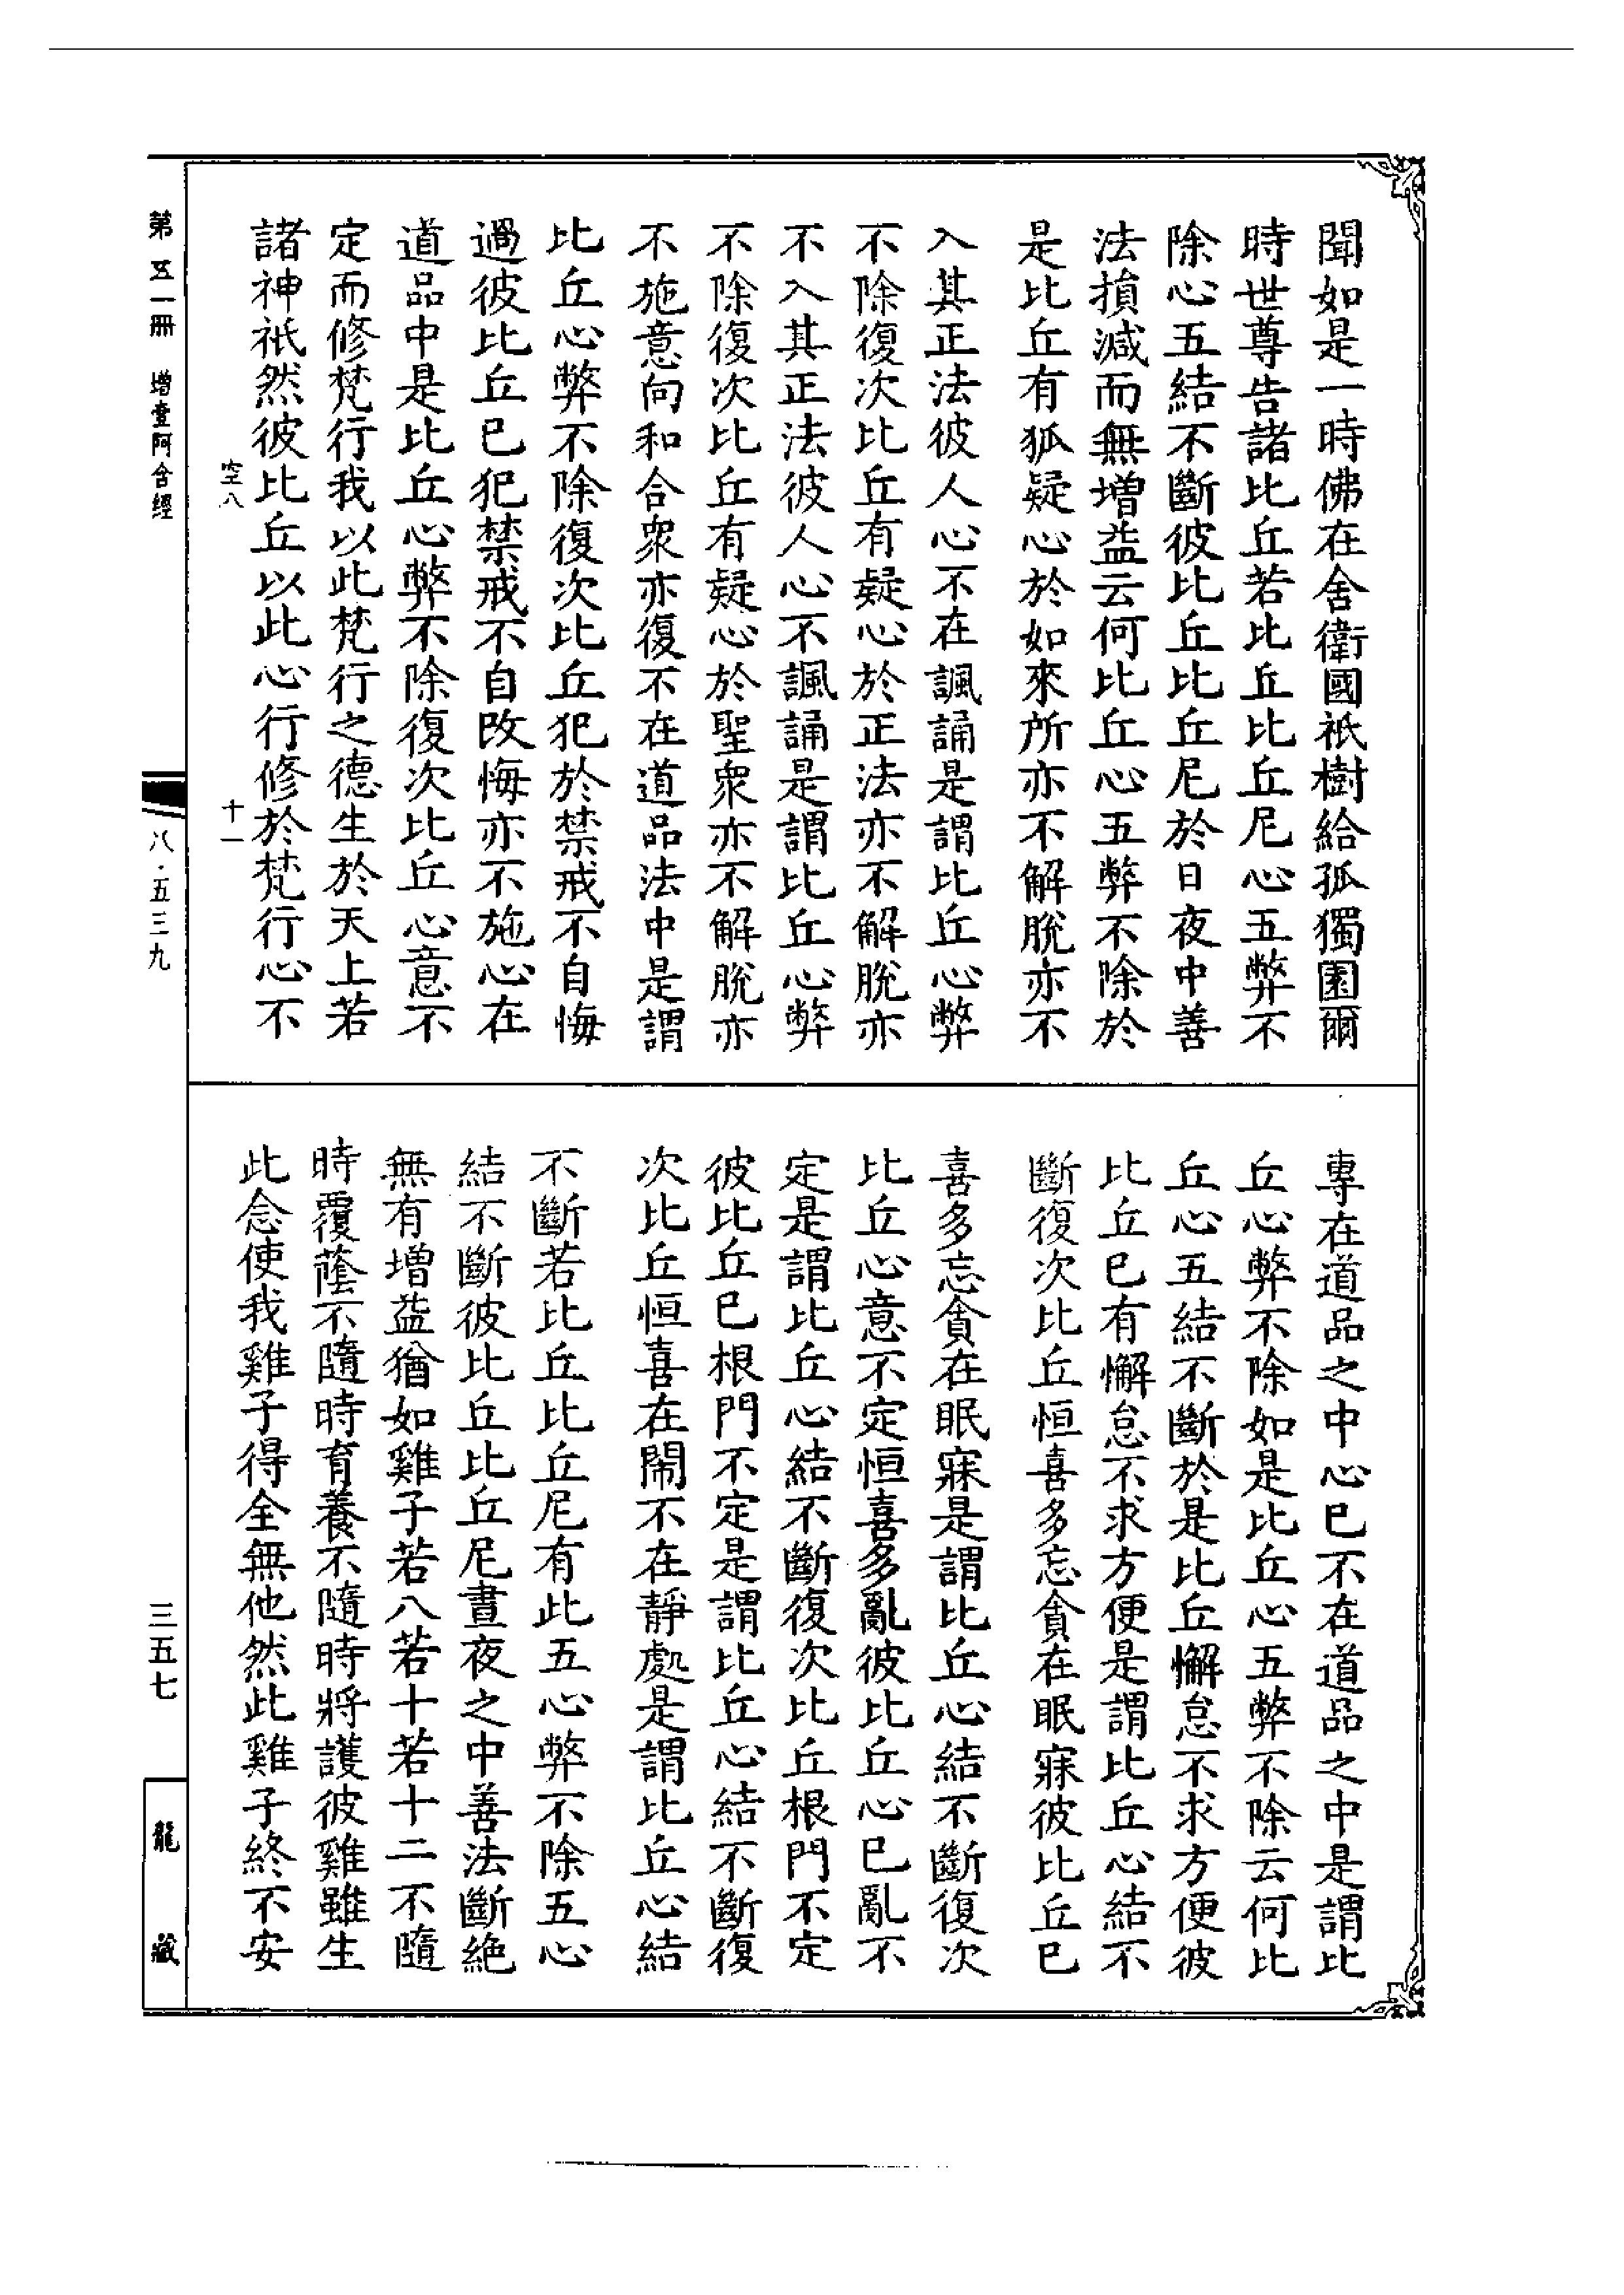 聞如是一時佛在舍衛國祇樹給孤獨園爾
時世尊告諸比丘若比丘比丘尼心五弊不
除心五結不斷彼比丘比丘尼於日夜中善
法損減而無增益云何比丘心五弊不除於
是比丘有狐疑心於如來所亦不解脫亦不
入其正法彼人心不在諷誦是謂比丘心弊
不除復次比丘有疑心於正法亦不解脫亦
不入其正法彼人心不諷誦是謂比丘心弊
不除復次比丘有疑心於聖衆亦不解脫亦
不施意向和合衆亦復不在道品法中是謂
比丘心弊不除復次比丘犯於禁戒不自悔
過彼比丘已犯禁戒不自改悔亦不施心在
道品中是比丘心弊不除復次比丘心意不
定而修梵行我以此梵行之德生於天上若
諸神祇然彼比丘以此心行修於梵行心不
空八
十一
專在道品之中心已不在道品之中是謂比
丘心弊不除如是比丘心五弊不除云何比
丘心五結不斷於是比丘懈怠不求方便彼
比丘已有懈怠不求方便是謂比丘心結不
斷復次比丘恒喜多忘貪在眠寐彼比丘已
喜多忘貪在眠寐是謂比丘心結不斷復次
比丘心意不定恒喜多亂彼比丘心已亂不
定是謂比丘心結不斷復次比丘根門不定
彼比丘已根門不定是謂比丘心結不斷復
次比丘恒喜在閙不在靜處是謂比丘心結
不斷若比丘比丘尼有此五心弊不除五心
結不斷彼比丘比丘尼晝夜之中善法斷絕
無有增益猶如雞子若八若十若十二不隨
時覆蔭不隨時育養不隨時將護彼雞雖生
此念使我雞子得全無他然此雞子終不安
第五一冊 增壹阿含經
八·五三九
三五七
龍藏